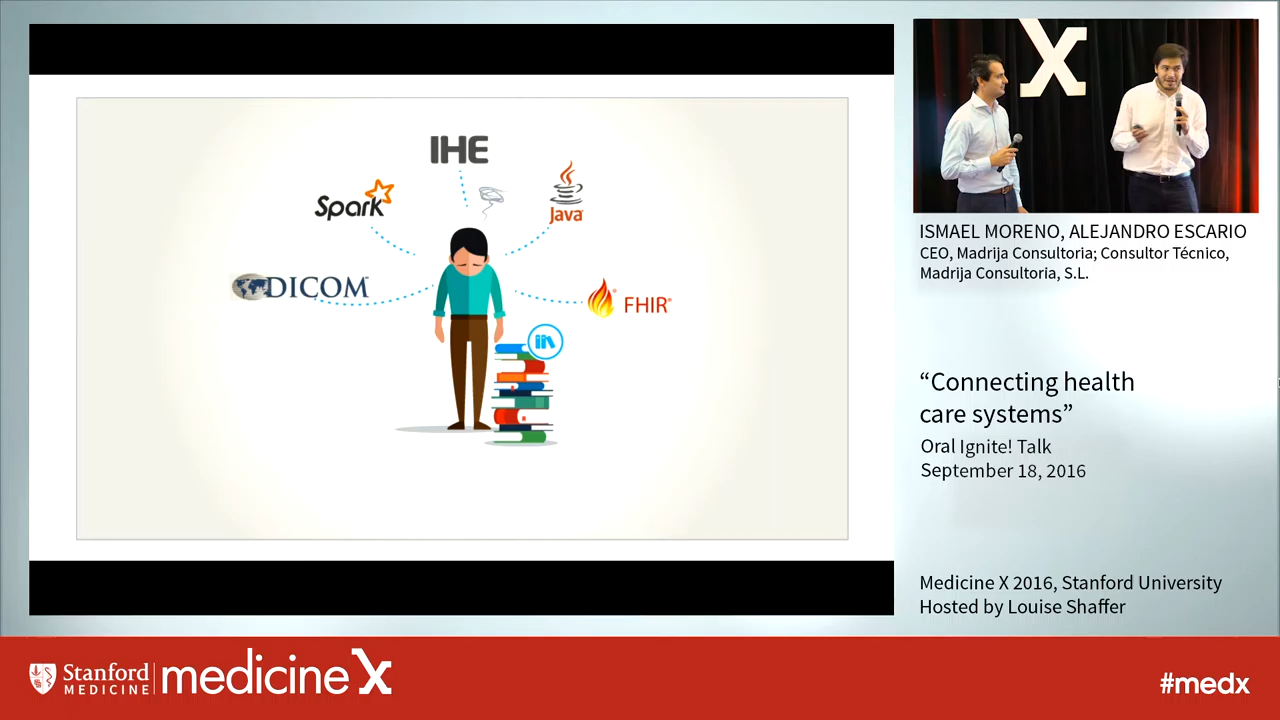 IHE
Spark
Java
DICOM
FHIR®
X
ISMAEL MORENO, ALEJANDRO ESCARIO
CEO, Madrija Consultoria; Consultor Técnico,
Madrija Consultoria, S.L.
“Connecting health
care systems”
Oral Ignite! Talk
September 18, 2016
Medicine X 2016, Stanford University
Hosted by Louise Shaffer
Stanford
MEDICINE
medicine X
#medx